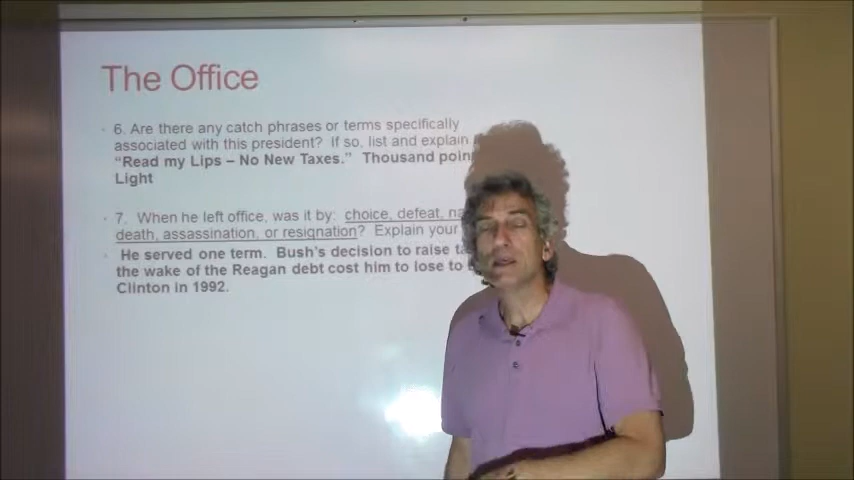 The Office
6. Are there any catch phrases or terms specifically
associated with this president? If so, list and explain
"Read my Lips – No New Taxes." Thousand
Light
7. When he left office, was it by: choice, defeat,
death, assassination, or resignation? Explain your
He served one term. Bush's decision to raise
the wake of the Reagan debt cost him to lose to
Clinton in 1992.